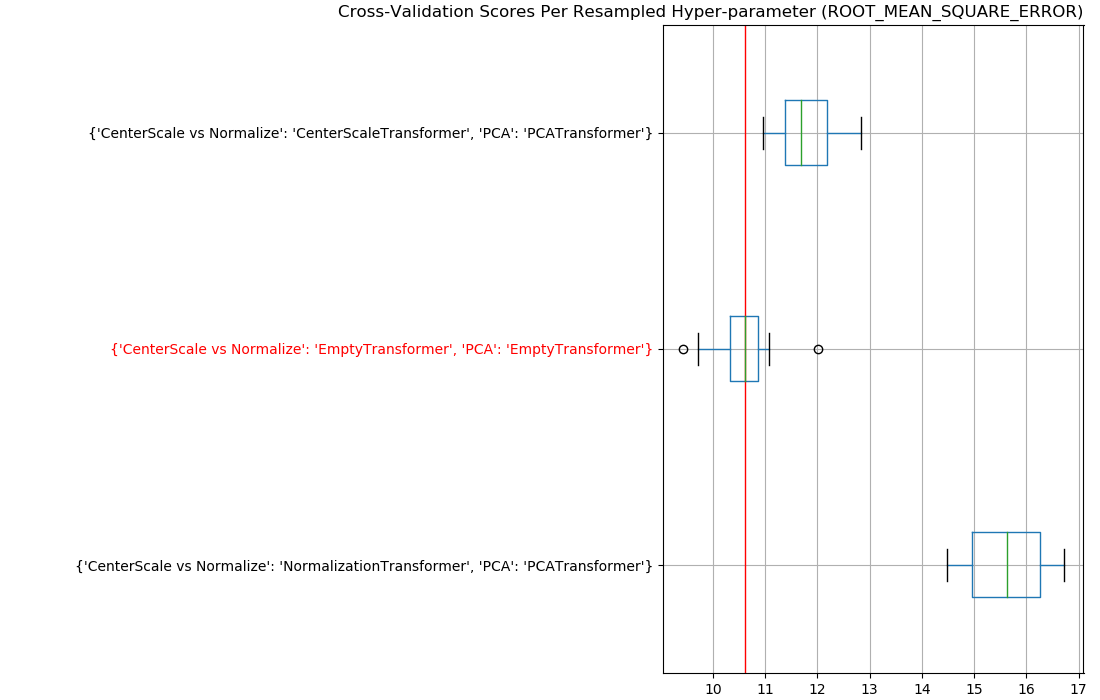 Cross-Validation Scores Per Resampled Hyper-parameter (ROOT_MEAN_SQUARE_ERROR)
{'CenterScale vs Normalize': 'CenterScaleTransformer', 'PCA': 'PCATransformer'}
{'CenterScale vs Normalize': 'EmptyTransformer', 'PCA': 'EmptyTransformer'}
{'CenterScale vs Normalize': 'NormalizationTransformer', 'PCA': 'PCATransformer'}
10 11 12 13 14 15 16 17